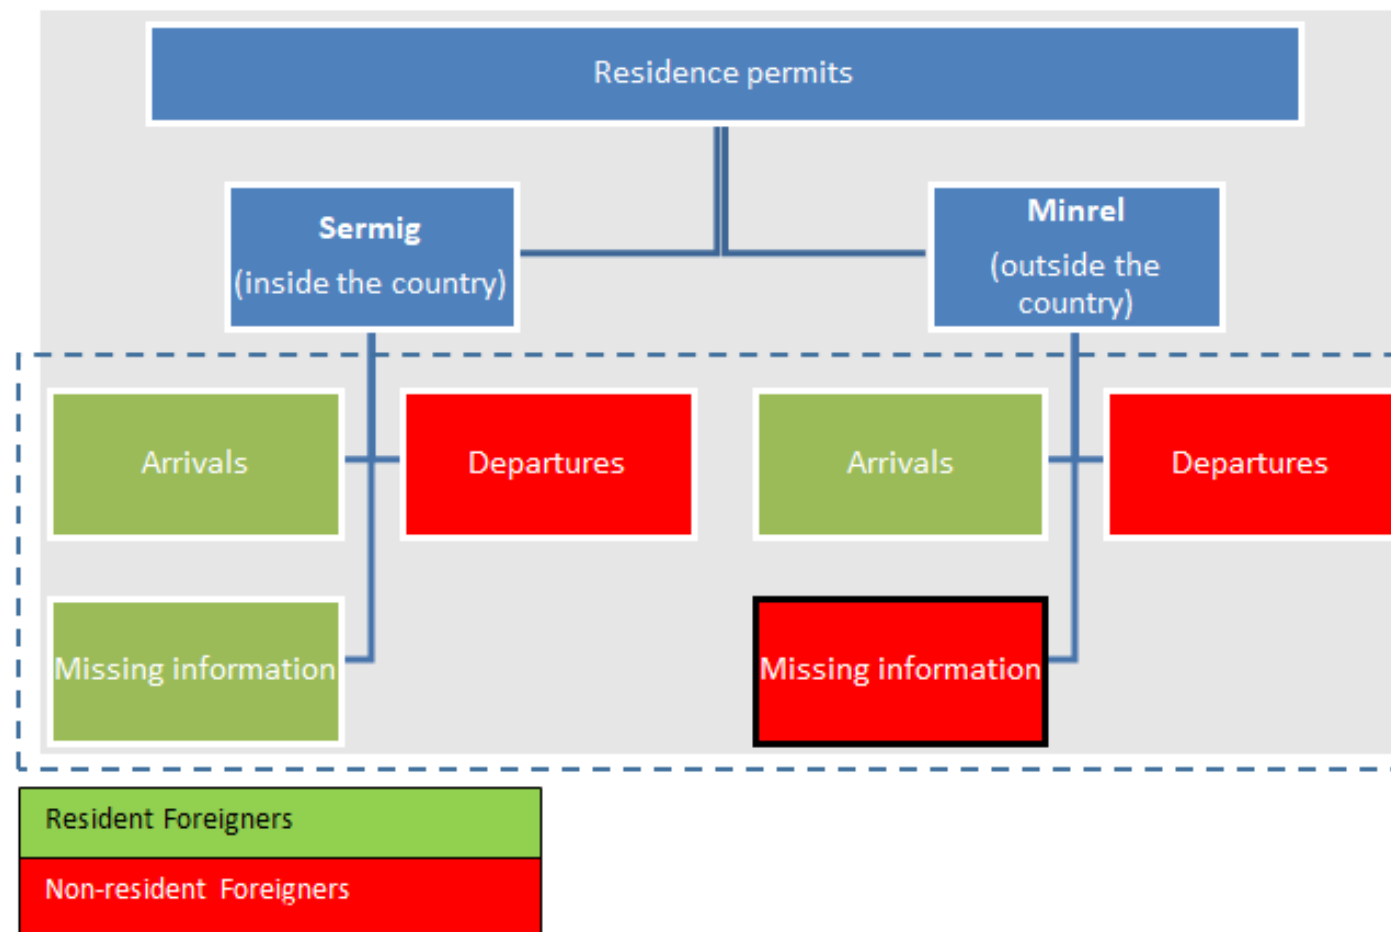 Residence permits
Sermig
(inside the country)
Minrel
(outside the
country)
Arrivals
Departures
Arrivals
Departures
Missing information
Missing information
Resident Foreigners
Non-resident Foreigners